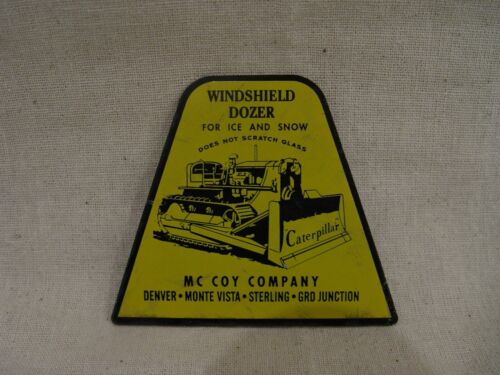 WINDSHIELD
DOZER
FOR ICE AND SNOW
DOES NOT SCRATCH GLASS
Caterpillar
MC COY COMPANY
DENVER • MONTE VISTA • STERLING • GRD JUNCTION